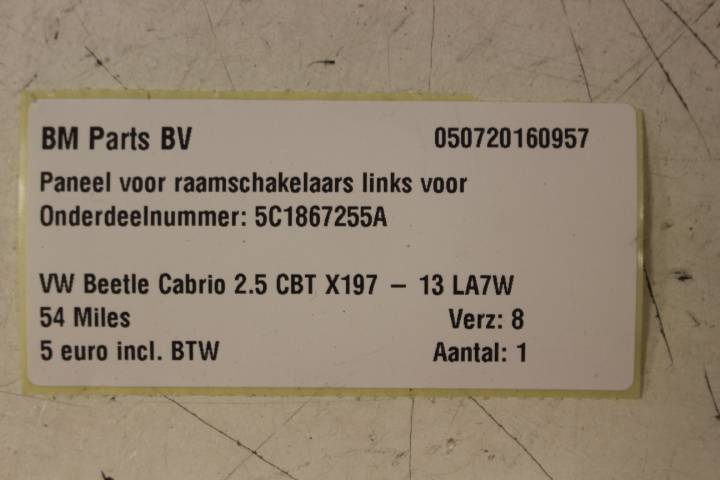 BM Parts BV 050720160957
Paneel voor raamschakelaars links voor
Onderdeelnummer: 5C1867255A
VW Beetle Cabrio 2.5 CBT X197 – 13 LA7W
54 Miles Verz: 8
5 euro incl. BTW Aantal: 1